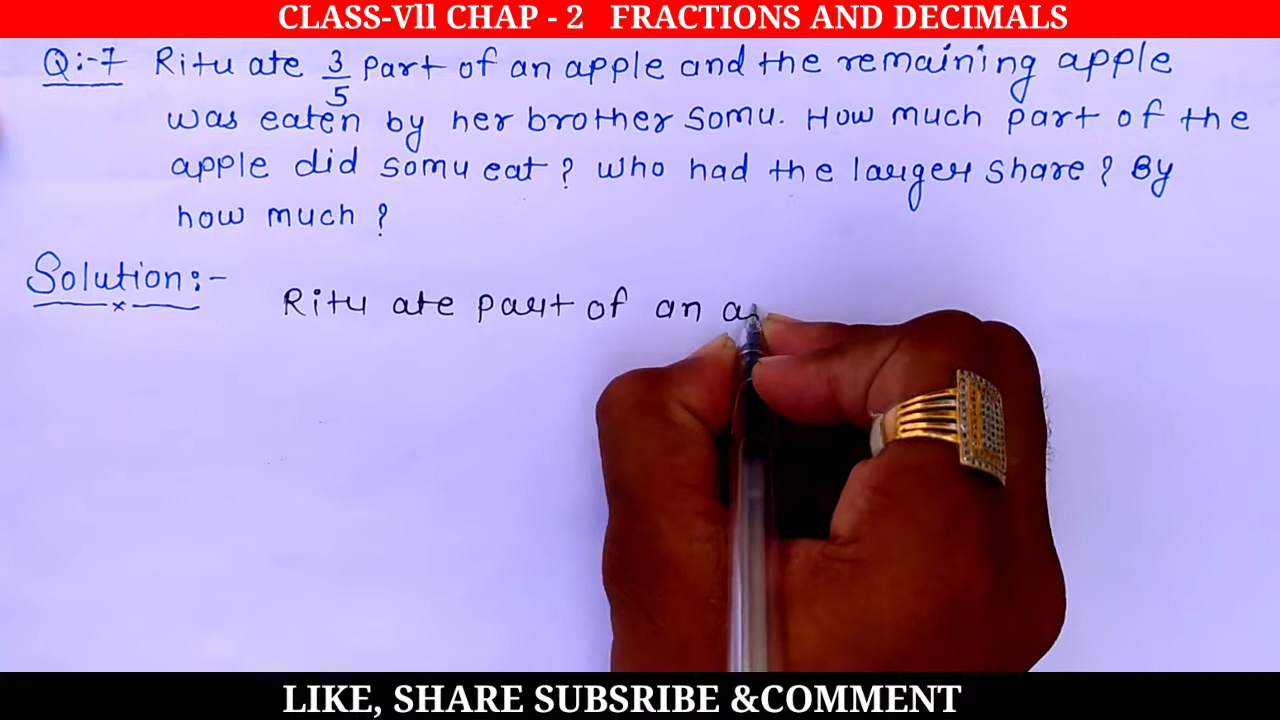 CLASS-Vll CHAP - 2 FRACTIONS AND DECIMALS
Q:-7 Ritu ate 3/5 part of an apple and the remaining apple
was eaten by her brother somu. How much part of the
apple did somu eat? Who had the larger share? By
how much?
Solution:-
Ritu ate part of an a
LIKE, SHARE SUBSRIBE &COMMENT